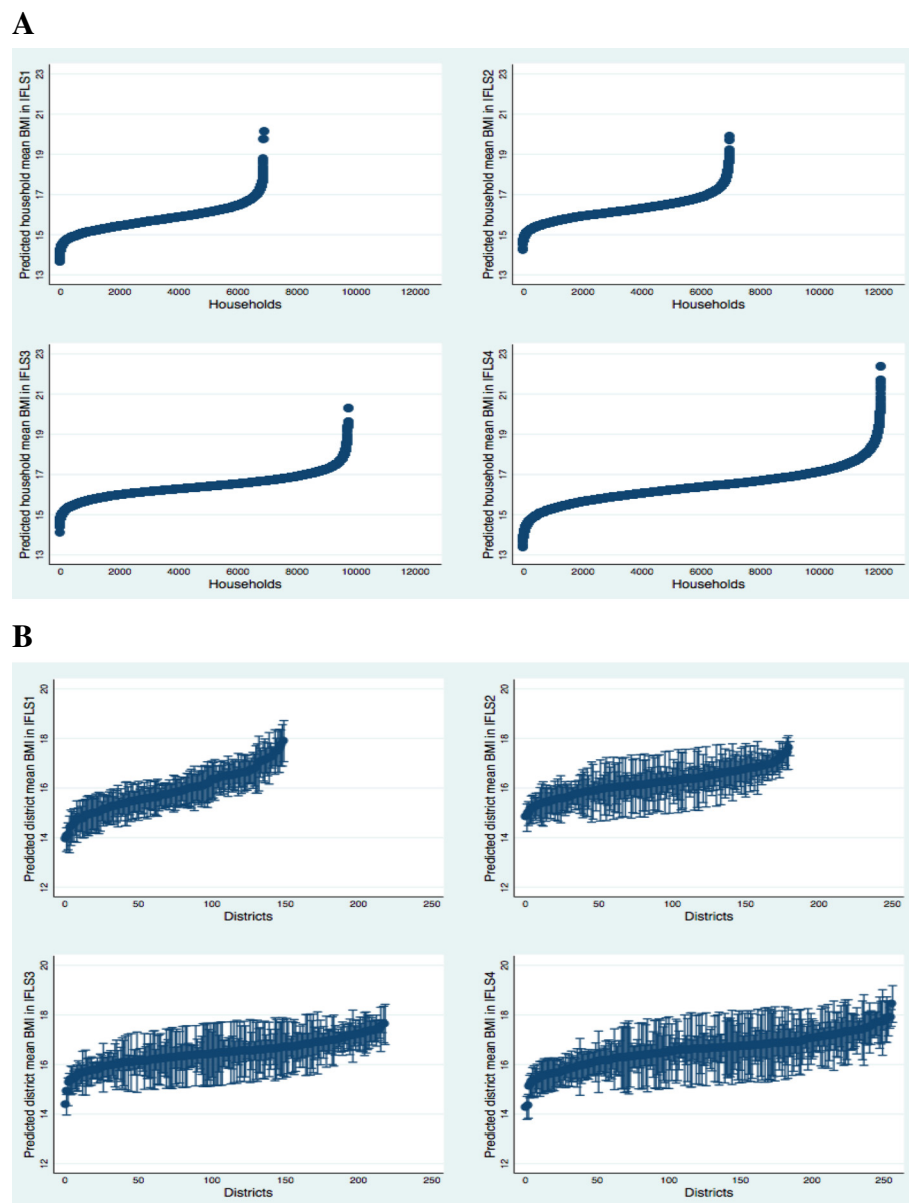 A
Predicted household mean BMI in IFLS1
23
21
19
17
15
13
0 2000 4000 6000 8000 10000 12000
Households
Predicted household mean BMI in IFLS2
23
21
19
17
15
13
0 2000 4000 6000 8000 10000 12000
Households
Predicted household mean BMI in IFLS3
23
21
19
17
15
13
0 2000 4000 6000 8000 10000 12000
Households
Predicted household mean BMI in IFLS4
23
21
19
17
15
13
0 2000 4000 6000 8000 10000 12000
Households
B
Predicted district mean BMI in IFLS1
20
18
16
14
12
0 50 100 150 200 250
Districts
Predicted district mean BMI in IFLS2
20
18
16
14
12
0 50 100 150 200 250
Districts
Predicted district mean BMI in IFLS3
20
18
16
14
12
0 50 100 150 200 250
Districts
Predicted district mean BMI in IFLS4
20
18
16
14
12
0 50 100 150 200 250
Districts